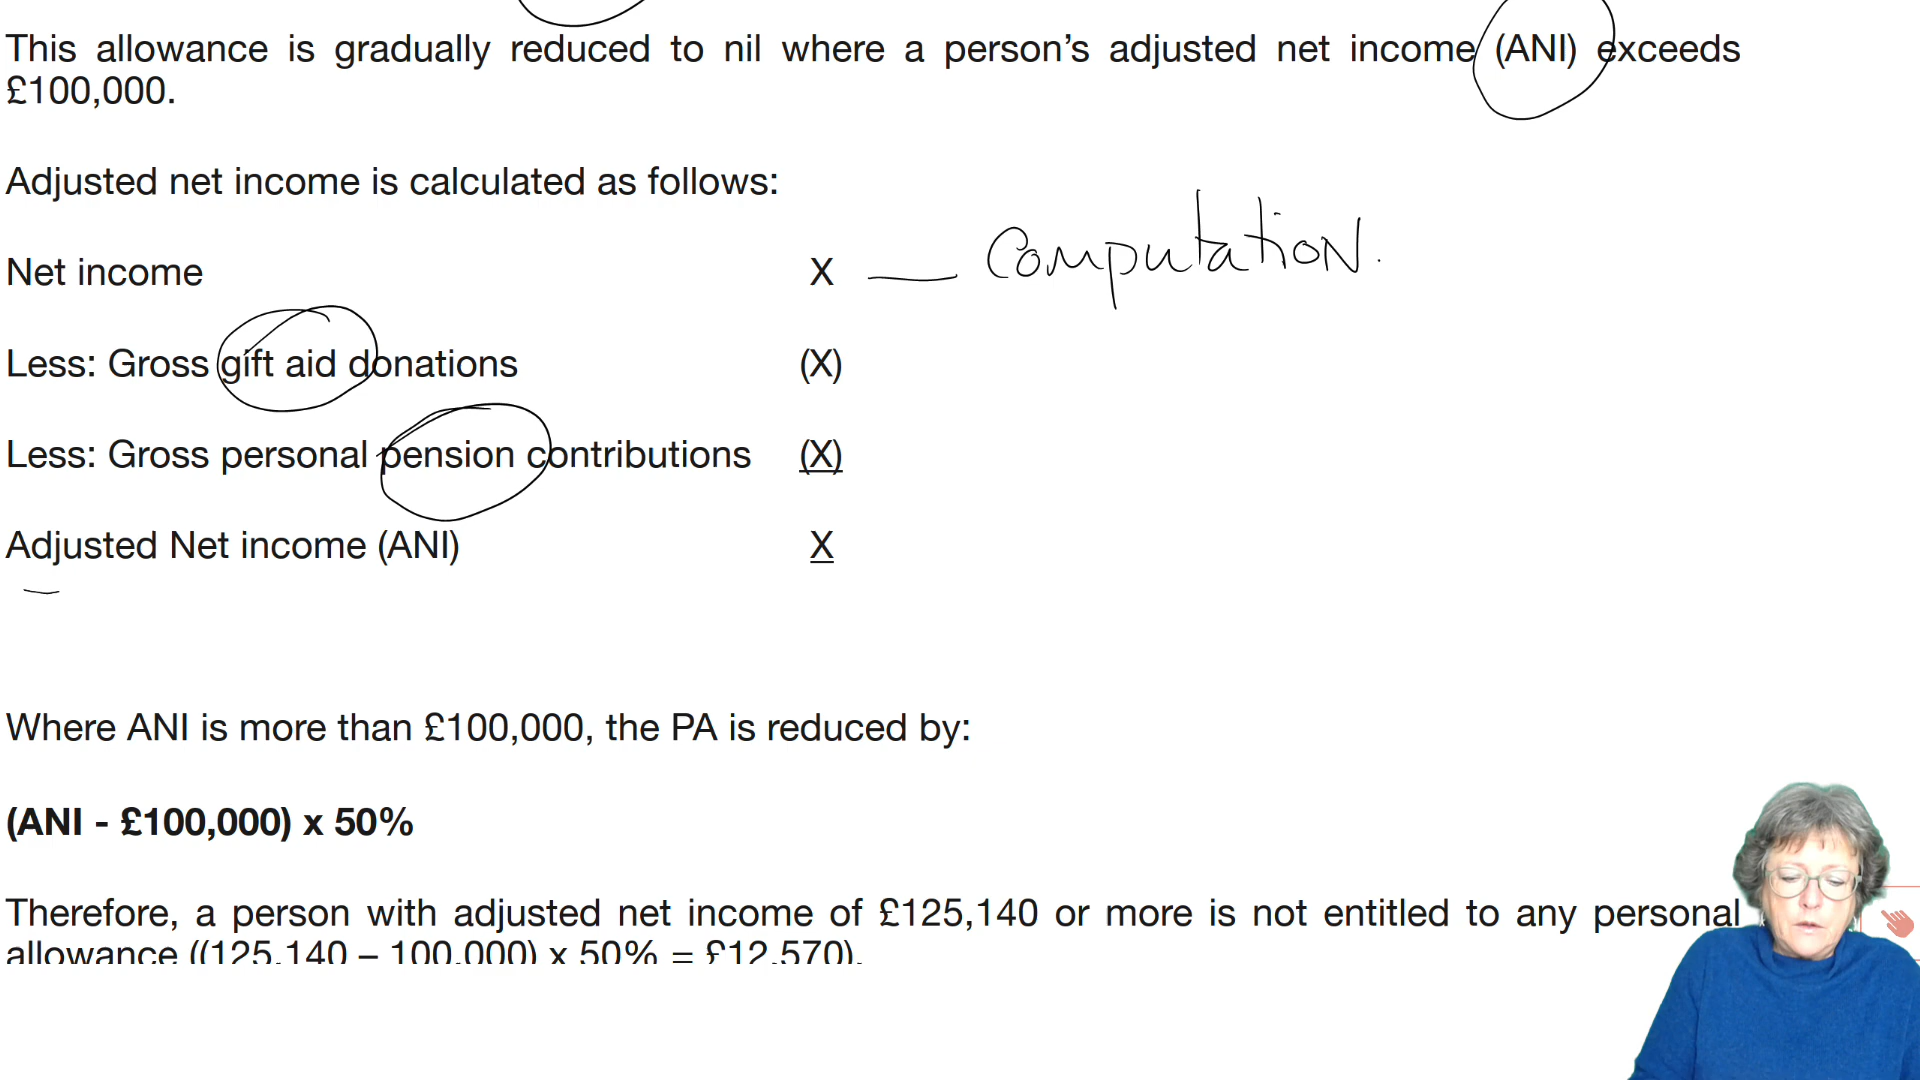 This allowance is gradually reduced to nil where a person’s adjusted net income (ANI) exceeds
£100,000.
Adjusted net income is calculated as follows:
Net income X — Computation.
Less: Gross gift aid donations (X)
Less: Gross personal pension contributions (X)
Adjusted Net income (ANI) X
Where ANI is more than £100,000, the PA is reduced by:
(ANI - £100,000) x 50%
Therefore, a person with adjusted net income of £125,140 or more is not entitled to any personal
allowance ((125,140 – 100,000) x 50% = £12,570).